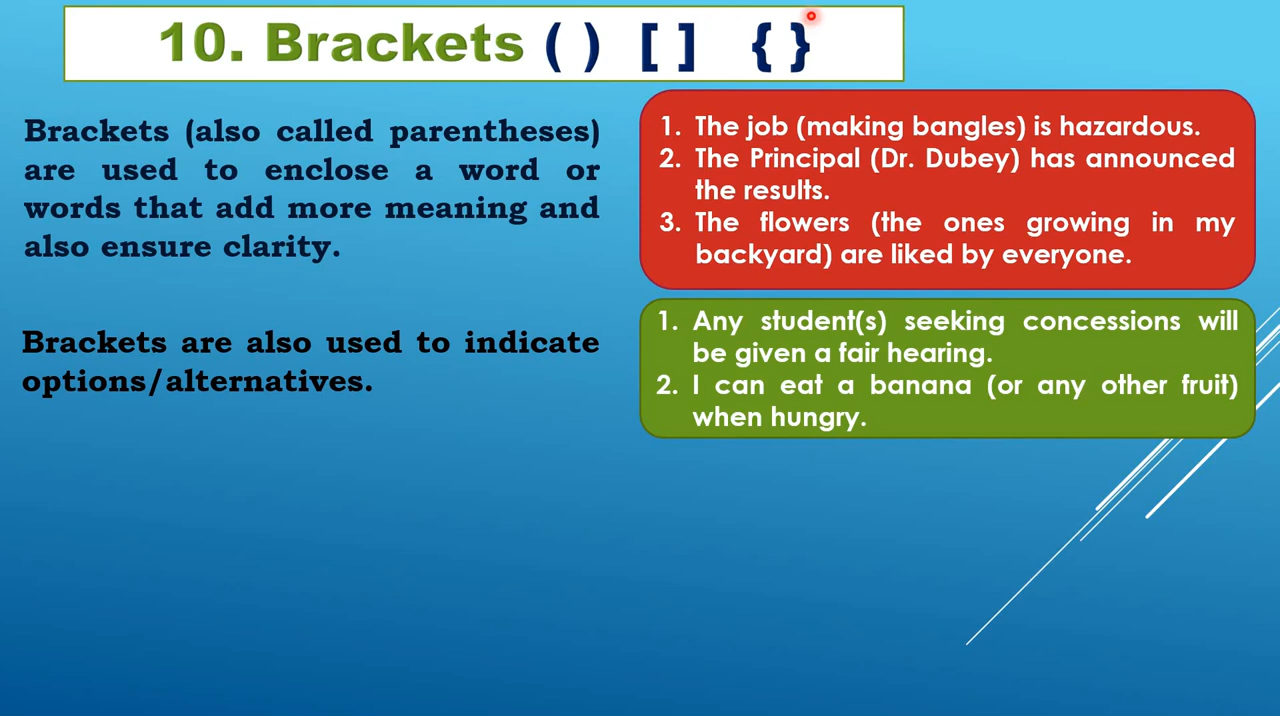 10. Brackets ( ) [ ] { }
Brackets (also called parentheses)
are used to enclose a word or
words that add more meaning and
also ensure clarity.
Brackets are also used to indicate
options/alternatives.
1. The job (making bangles) is hazardous.
2. The Principal (Dr. Dubey) has announced
the results.
3. The flowers (the ones growing in my
backyard) are liked by everyone.
1. Any student(s) seeking concessions will
be given a fair hearing.
2. I can eat a banana (or any other fruit)
when hungry.